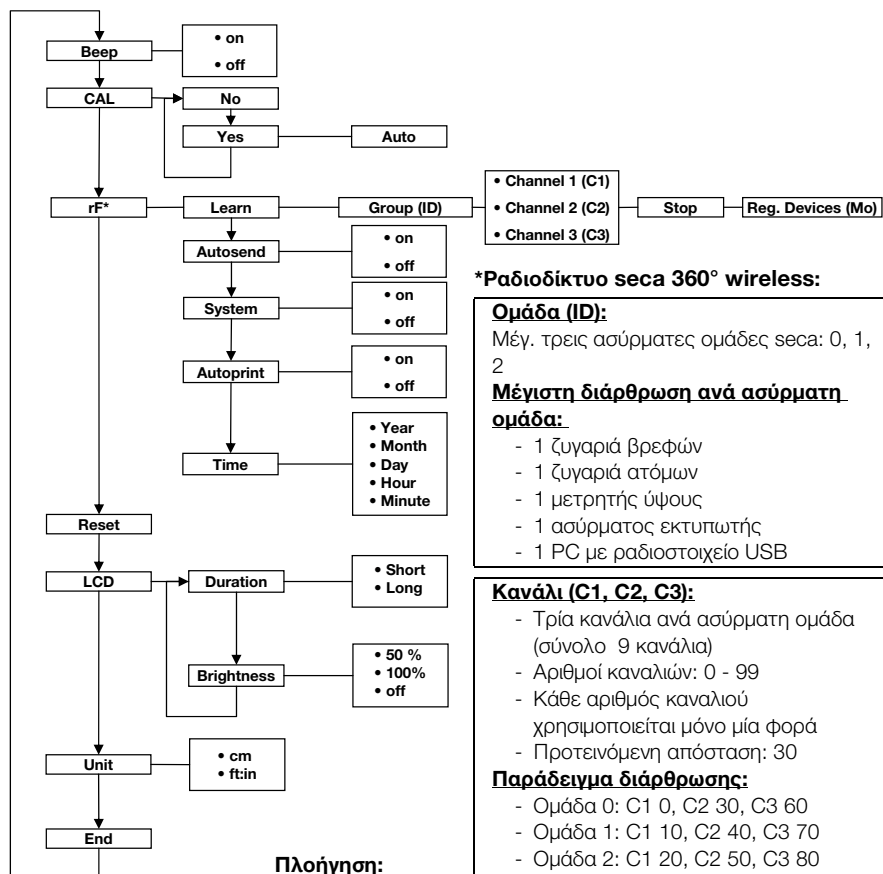 Beep
• on
• off
CAL
No
Yes
Auto
rF*
Learn
Group (ID)
• Channel 1 (C1)
• Channel 2 (C2)
• Channel 3 (C3)
Stop
Reg. Devices (Mo)
Autosend
• on
• off
System
• on
• off
Autoprint
• on
• off
Time
• Year
• Month
• Day
• Hour
• Minute
Reset
LCD
Duration
• Short
• Long
Brightness
• 50 %
• 100%
• off
Unit
• cm
• ft:in
End
Πλοήγηση:
*Ραδιοδίκτυο seca 360° wireless:
Ομάδα (ID):
Μέγ. τρεις ασύρματες ομάδες seca: 0, 1,
2
Μέγιστη διάρθρωση ανά ασύρματη
ομάδα:
- 1 ζυγαριά βρεφών
- 1 ζυγαριά ατόμων
- 1 μετρητής ύψους
- 1 ασύρματος εκτυπωτής
- 1 PC με ραδιοστοιχείο USB
Κανάλι (C1, C2, C3):
- Τρία κανάλια ανά ασύρματη ομάδα
(σύνολο 9 κανάλια)
- Αριθμοί καναλιών: 0 - 99
- Κάθε αριθμός καναλιού
χρησιμοποιείται μόνο μία φορά
- Προτεινόμενη απόσταση: 30
Παράδειγμα διάρθρωσης:
- Ομάδα 0: C1 0, C2 30, C3 60
- Ομάδα 1: C1 10, C2 40, C3 70
- Ομάδα 2: C1 20, C2 50, C3 80